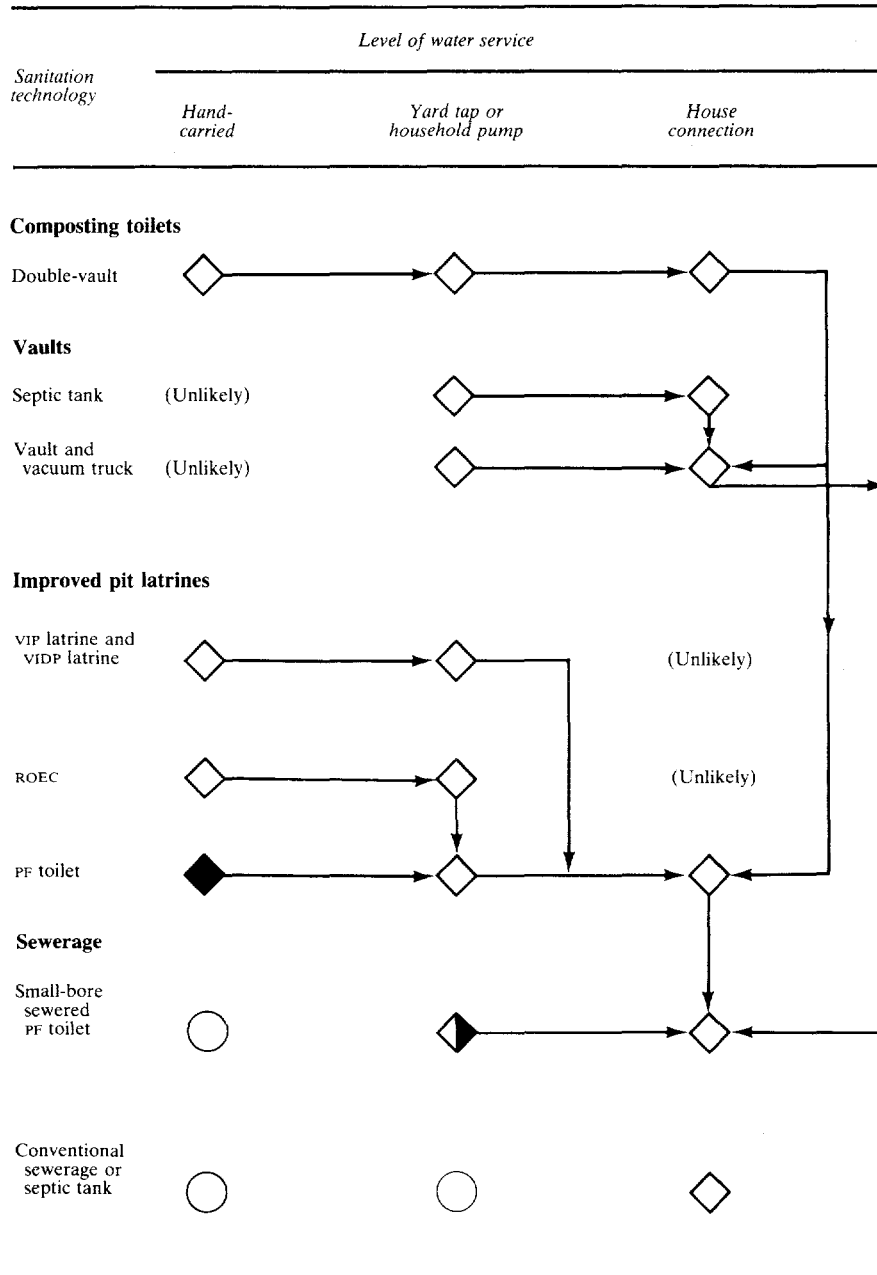 Level of water service
Sanitation
technology
Hand-
carried
Yard tap or
household pump
House
connection
Composting toilets
Double-vault
Vaults
Septic tank (Unlikely)
Vault and
vacuum truck (Unlikely)
Improved pit latrines
VIP latrine and
VIDP latrine (Unlikely)
ROEC (Unlikely)
PF toilet
Sewerage
Small-bore
sewered
PF toilet
Conventional
sewerage or
septic tank